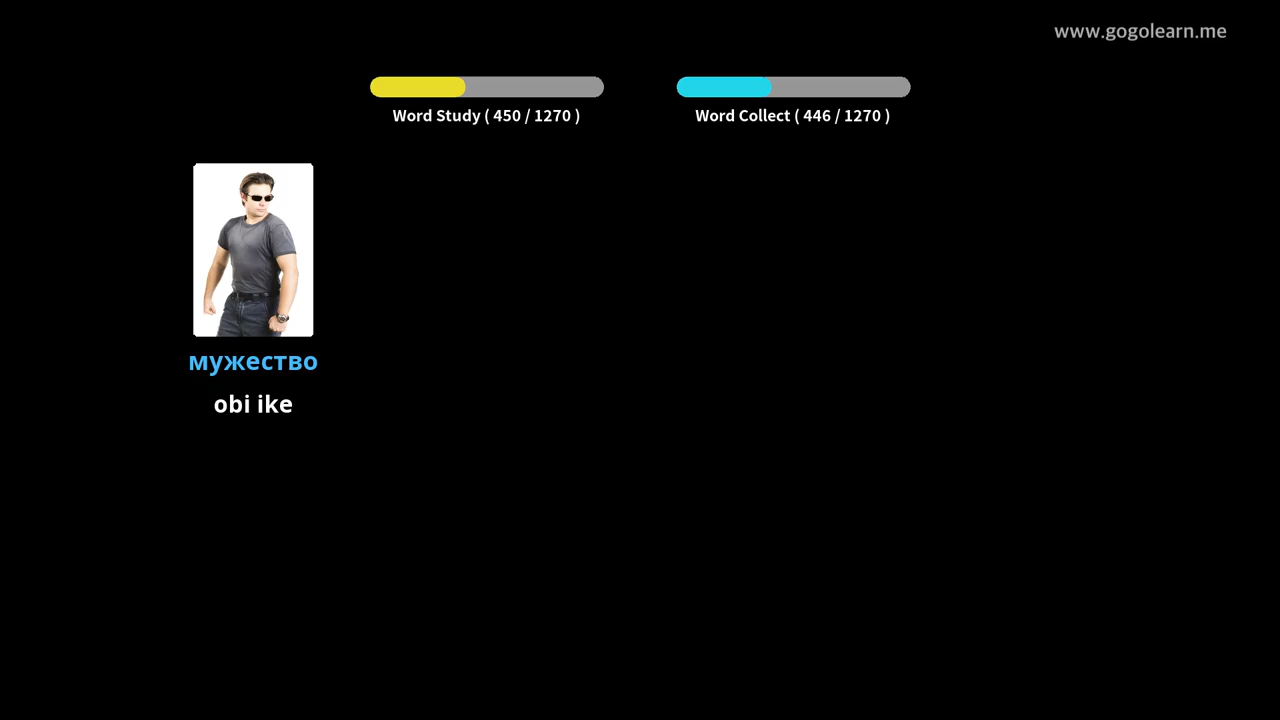 www.gogolearn.me
Word Study ( 450 / 1270 )
Word Collect ( 446 / 1270 )
мужество
obi ike